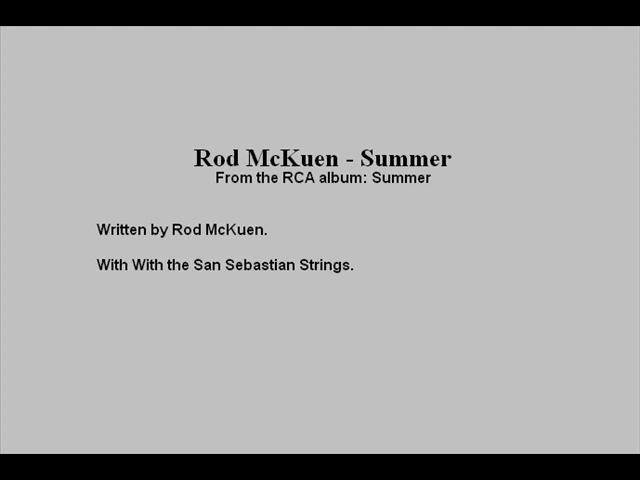 Rod McKuen - Summer
From the RCA album: Summer
Written by Rod McKuen.
With With the San Sebastian Strings.